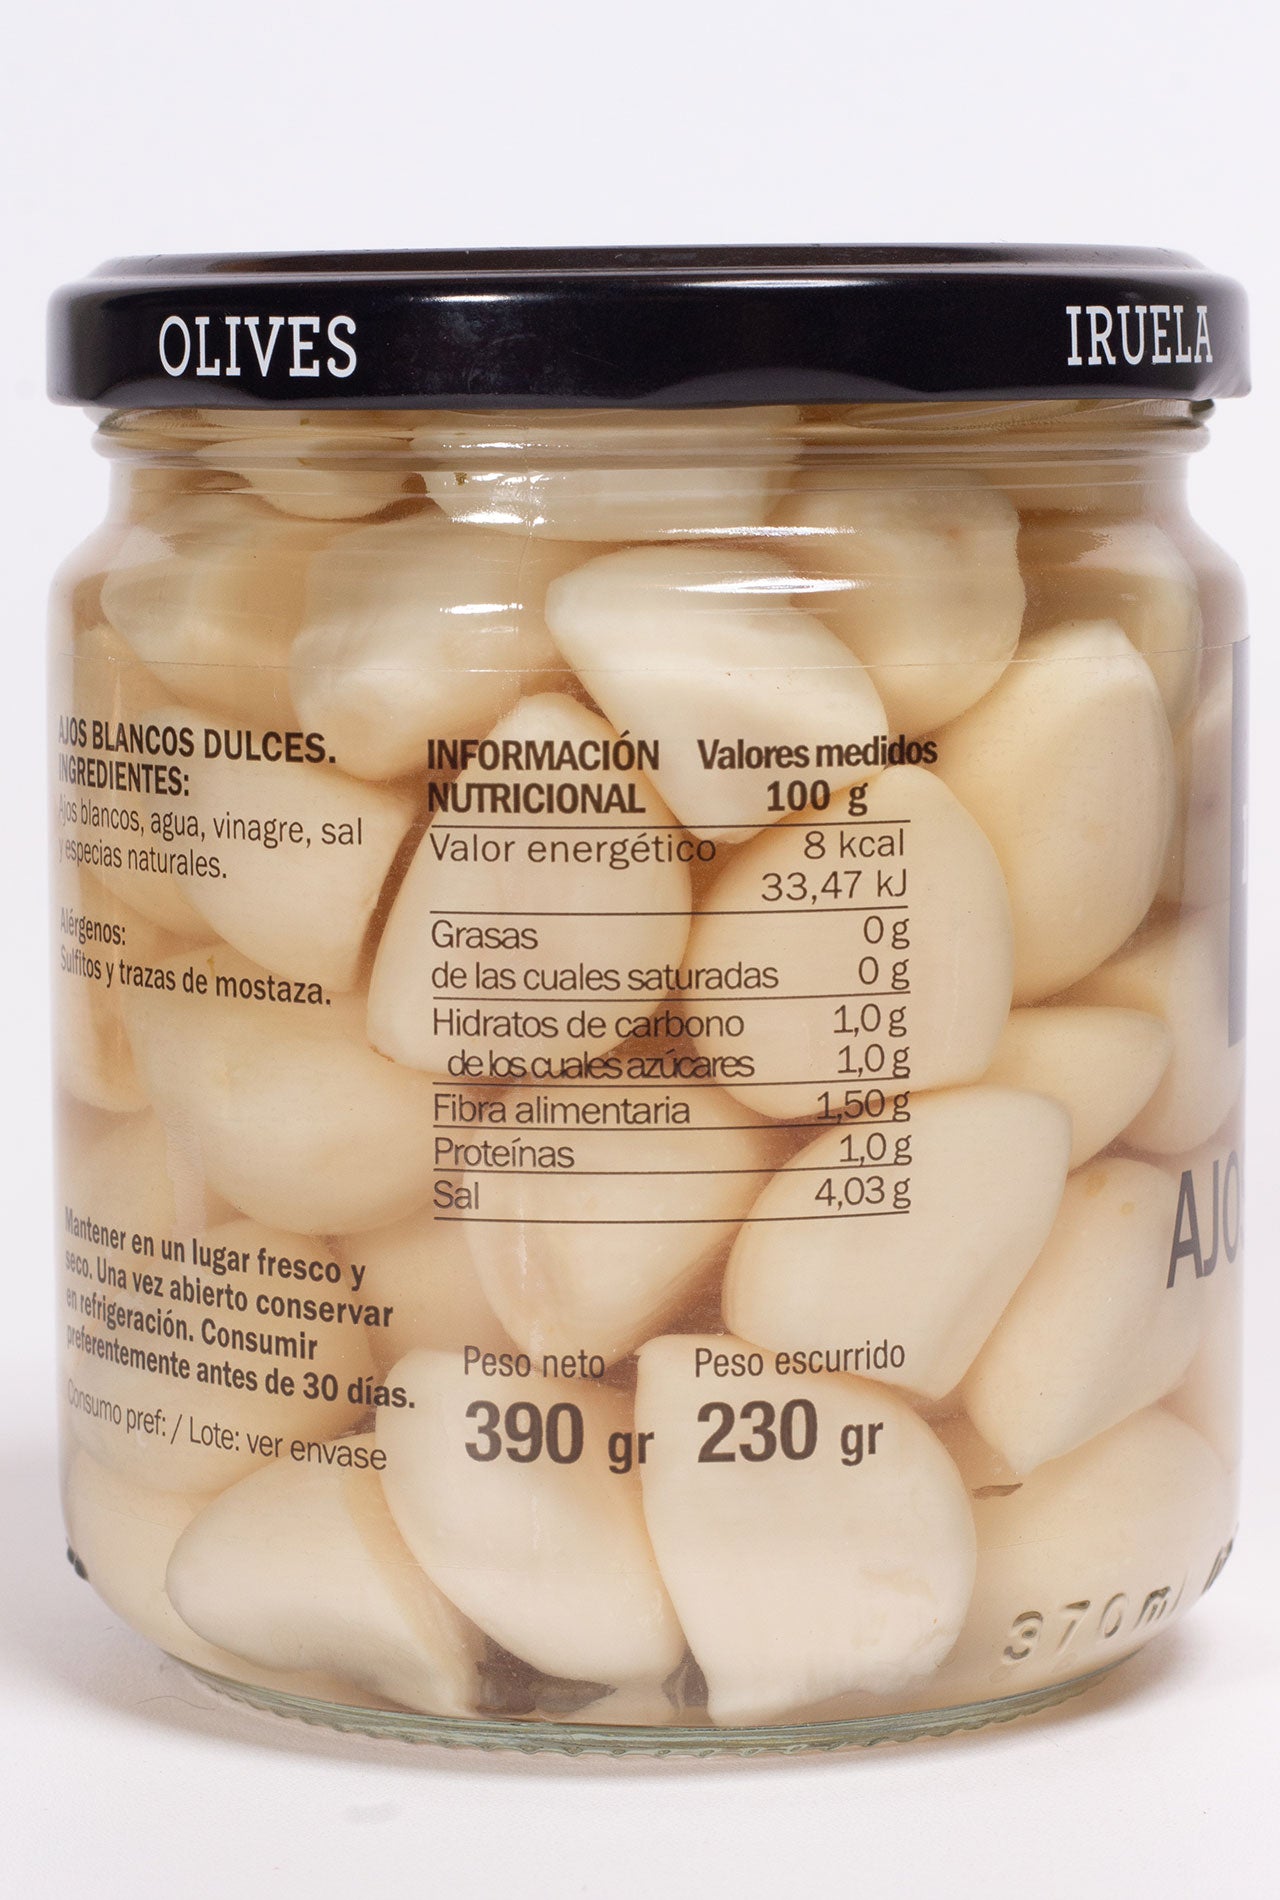 OLIVES
IRUELA
AJOS BLANCOS DULCES.
INGREDIENTES:
Ajos blancos, agua, vinagre, sal
y especias naturales.
Alérgenos:
Sulfitos y trazas de mostaza.
Mantener en un lugar fresco y
seco. Una vez abierto conservar
en refrigeración. Consumir
preferentemente antes de 30 días.
Consumo pref: / Lote: ver envase
INFORMACIÓN Valores medidos
NUTRICIONAL 100 g
Valor energético 8 kcal
33,47 kJ
Grasas 0 g
de las cuales saturadas 0 g
Hidratos de carbono 1,0 g
de los cuales azúcares 1,0 g
Fibra alimentaria 1,50 g
Proteínas 1,0 g
Sal 4,03 g
Peso neto Peso escurrido
390 gr 230 gr
AJO
370ml